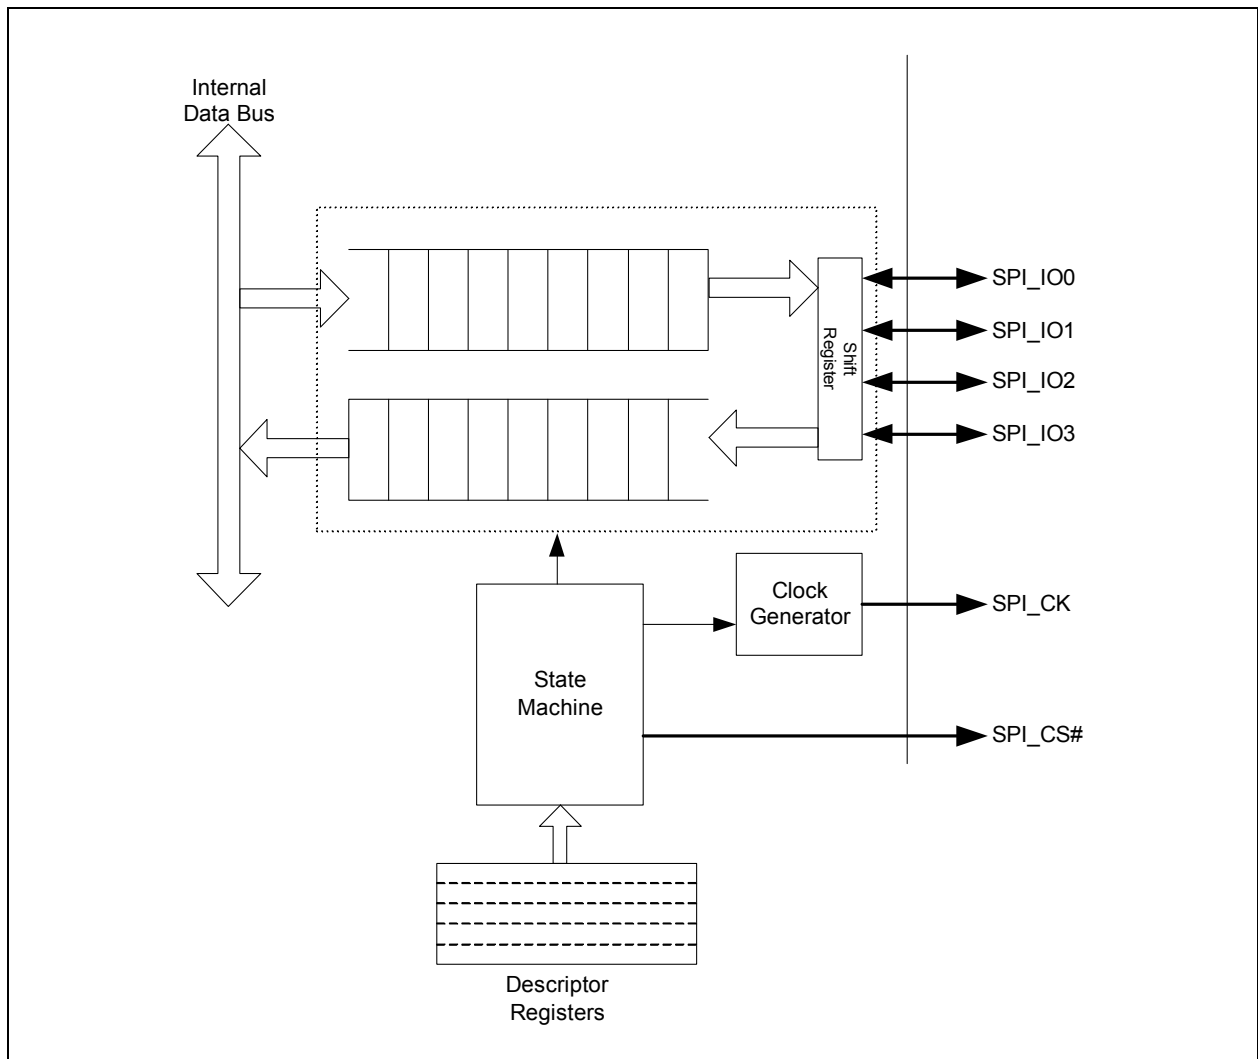 Internal
Data Bus
SPI_IO0
SPI_IO1
SPI_IO2
SPI_IO3
Shift
Register
Clock
Generator
SPI_CK
State
Machine
SPI_CS#
Descriptor
Registers